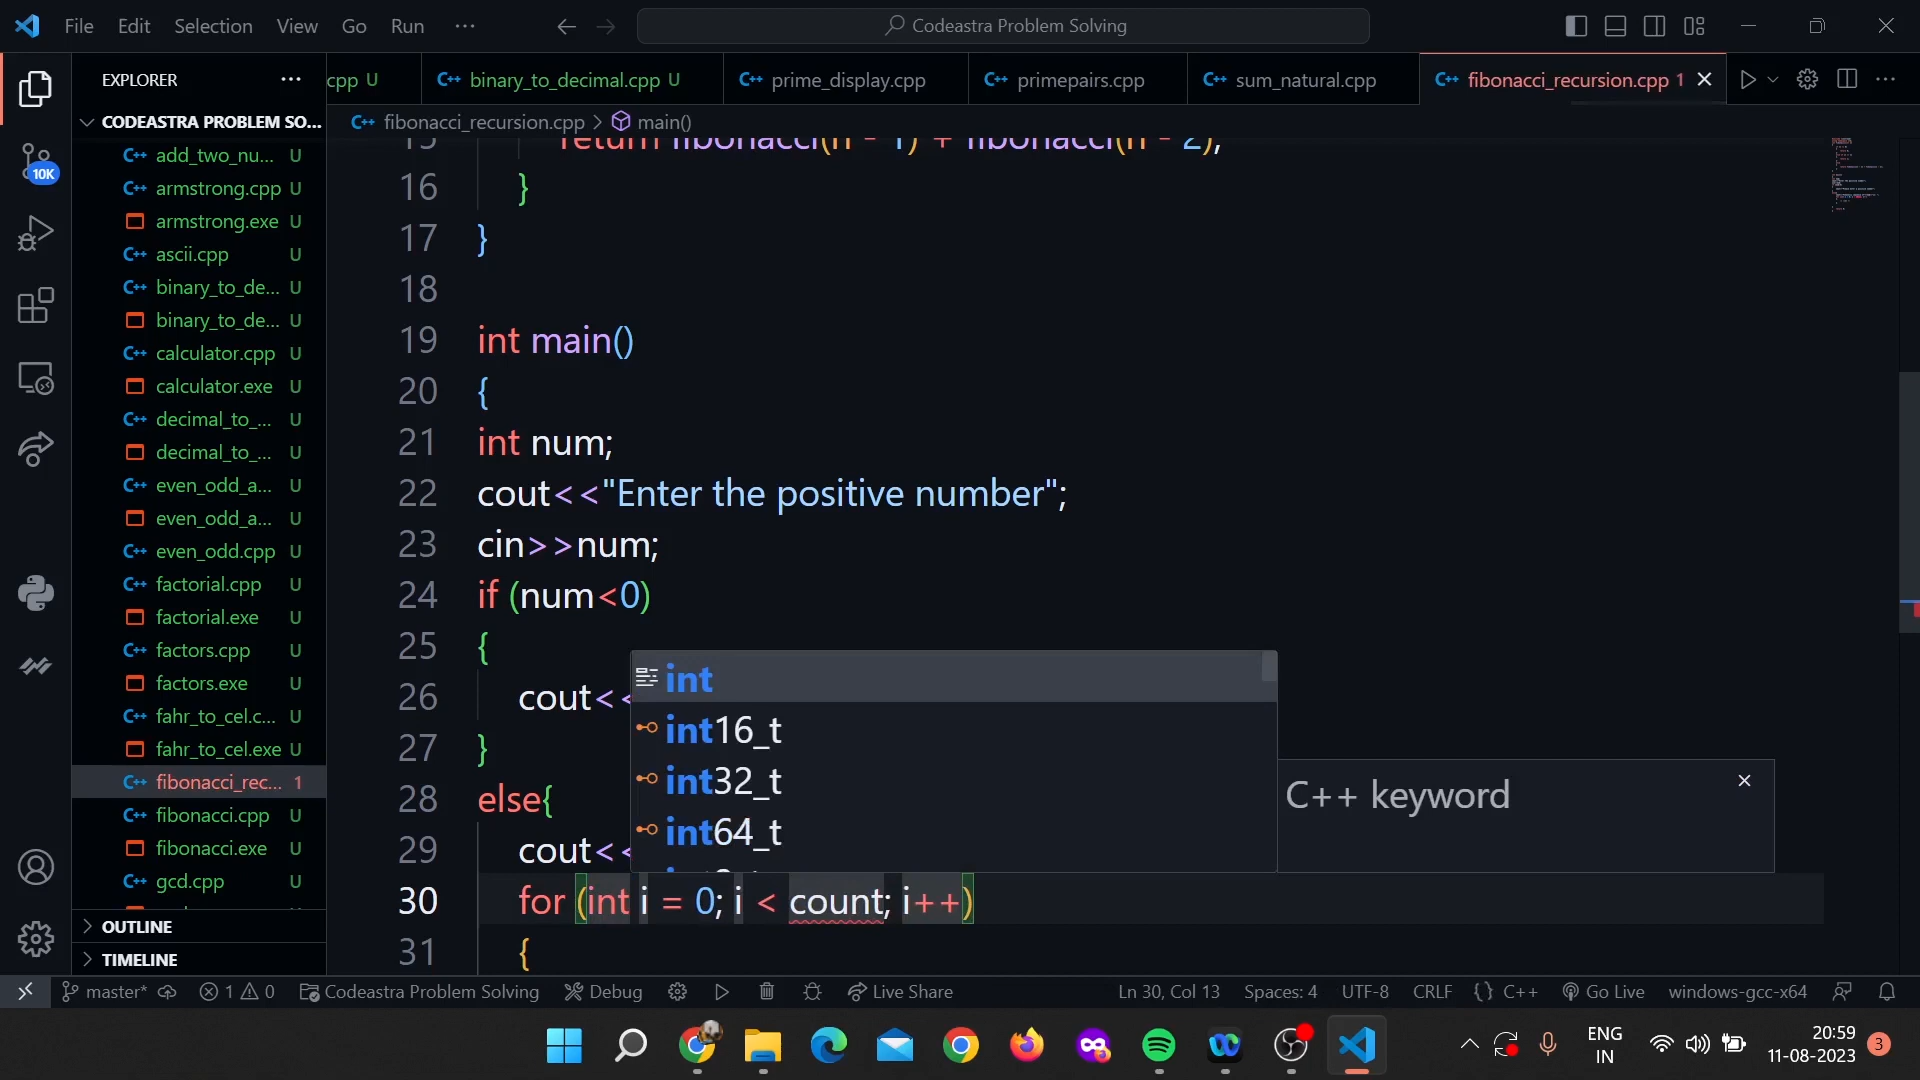 File Edit Selection View Go Run ···
Codeastra Problem Solving
EXPLORER ···
cpp U
binary_to_decimal.cpp U
prime_display.cpp
primepairs.cpp
sum_natural.cpp
fibonacci_recursion.cpp 1
CODEASTRA PROBLEM SO...
fibonacci_recursion.cpp > main()
add_two_nu... U
armstrong.cpp U
armstrong.exe U
ascii.cpp U
binary_to_de... U
binary_to_de... U
calculator.cpp U
calculator.exe U
decimal_to_... U
decimal_to_... U
even_odd_a... U
even_odd_a... U
even_odd.cpp U
factorial.cpp U
factorial.exe U
factors.cpp U
factors.exe U
fahr_to_cel.c... U
fahr_to_cel.exe U
fibonacci_rec... 1
fibonacci.cpp U
fibonacci.exe U
gcd.cpp U
OUTLINE
TIMELINE
10K
15 return fibonacci(n - 1) + fibonacci(n - 2);
16 }
17 }
18
19 int main()
20 {
21 int num;
22 cout<<"Enter the positive number";
23 cin>>num;
24 if (num<0)
25 {
26 cout<<
27 }
28 else{
29 cout<<
30 for (int i = 0; i < count; i++)
31 {
int
int16_t
int32_t
int64_t
C++ keyword
master* 1 0 Codeastra Problem Solving Debug Live Share Ln 30, Col 13 Spaces: 4 UTF-8 CRLF {} C++ Go Live windows-gcc-x64
ENG
IN
20:59
11-08-2023
3